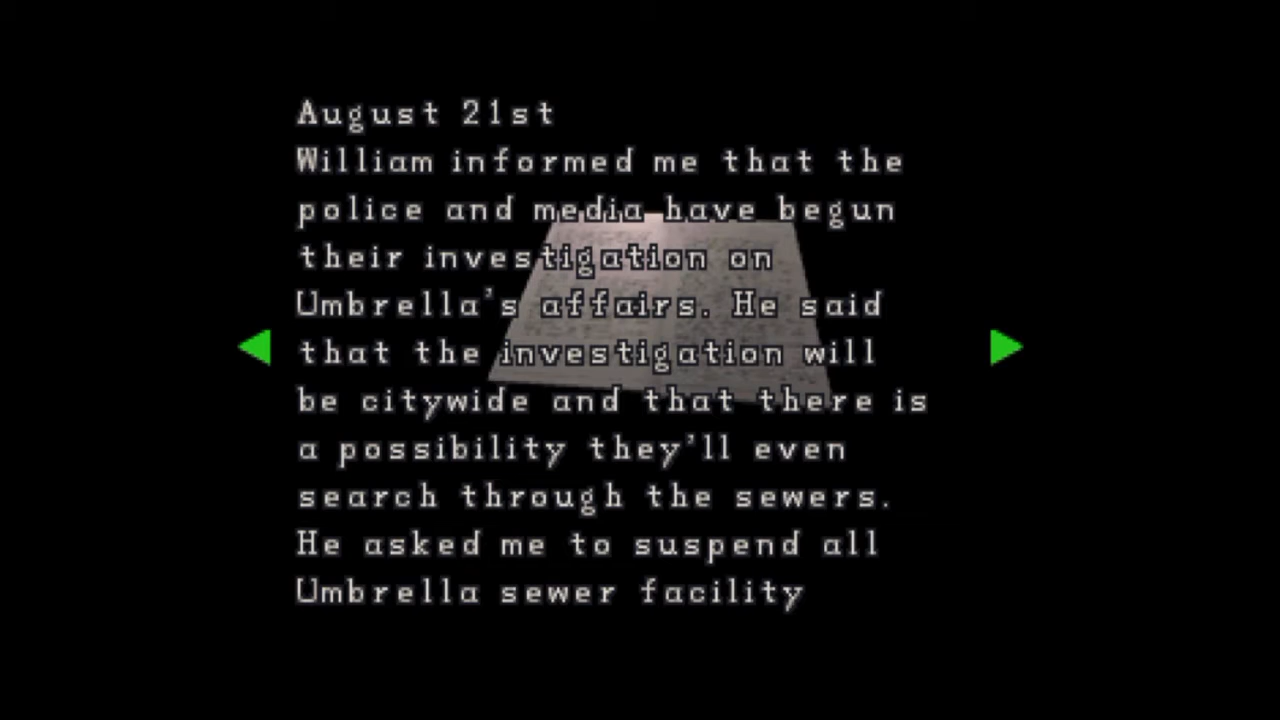 August 21st
William informed me that the
police and media have begun
their investigation on
Umbrella's affairs. He said
that the investigation will
be citywide and that there is
a possibility they'll even
search through the sewers.
He asked me to suspend all
Umbrella sewer facility